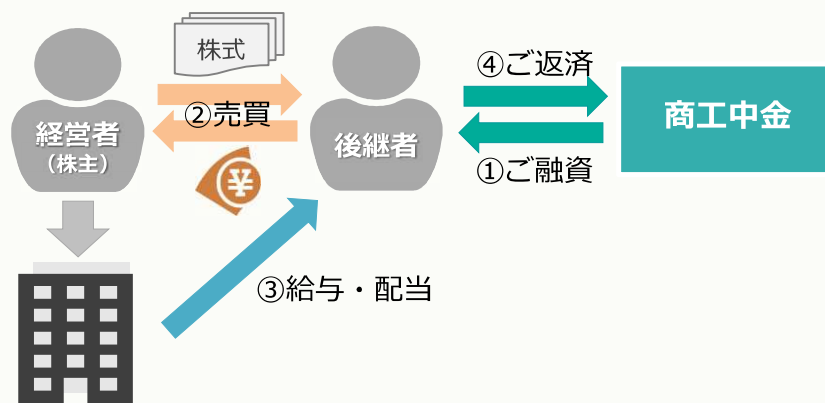 株式
④ご返済
②売買
商工中金
経営者
（株主）
後継者
¥
①ご融資
③給与・配当